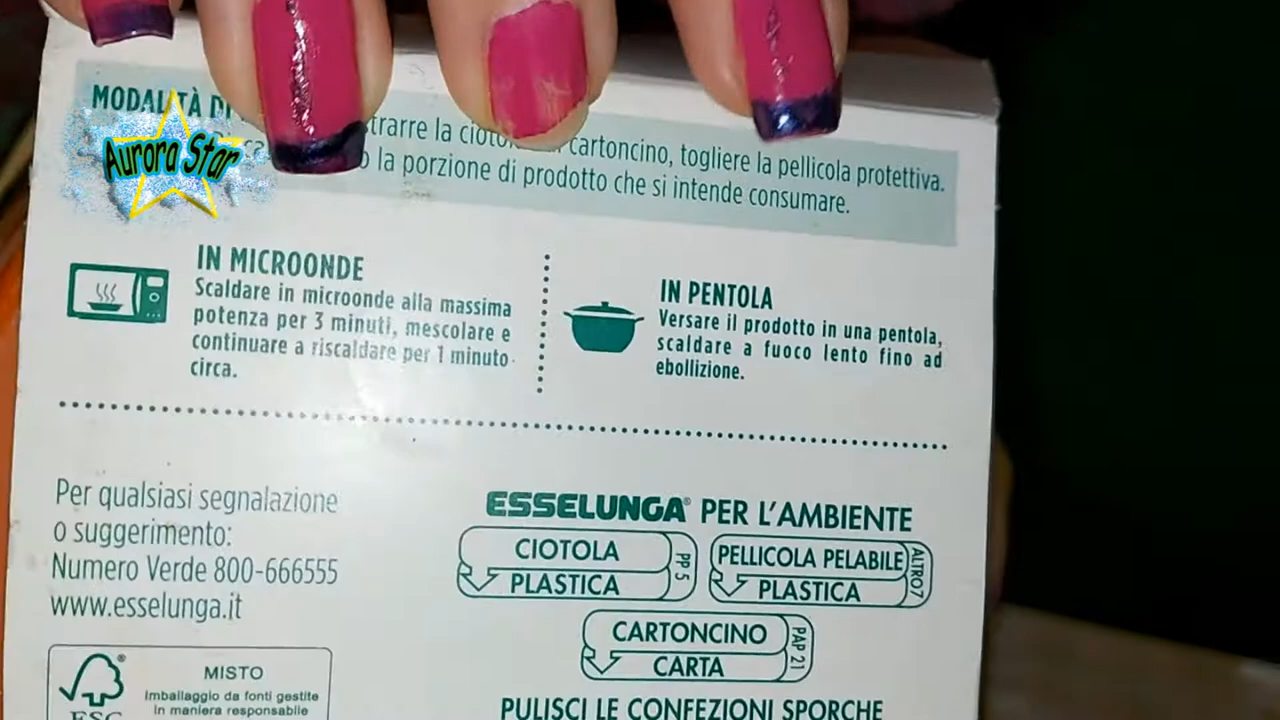 MODALITÀ DI
strarre la cioto cartoncino, togliere la pellicola protettiva.
o la porzione di prodotto che si intende consumare.
Aurora Star
IN MICROONDE
Scaldare in microonde alla massima
potenza per 3 minuti, mescolare e
continuare a riscaldare per 1 minuto
circa.
IN PENTOLA
Versare il prodotto in una pentola,
scaldare a fuoco lento fino ad
ebollizione.
Per qualsiasi segnalazione
o suggerimento:
Numero Verde 800-666555
www.esselunga.it
ESSELUNGA® PER L'AMBIENTE
CIOTOLA
PLASTICA
PP 5
PELLICOLA PELABILE
PLASTICA
ALTRO7
CARTONCINO
CARTA
PAP 21
PULISCI LE CONFEZIONI SPORCHE
FSC
MISTO
Imballaggio da fonti gestite
in maniera responsabile